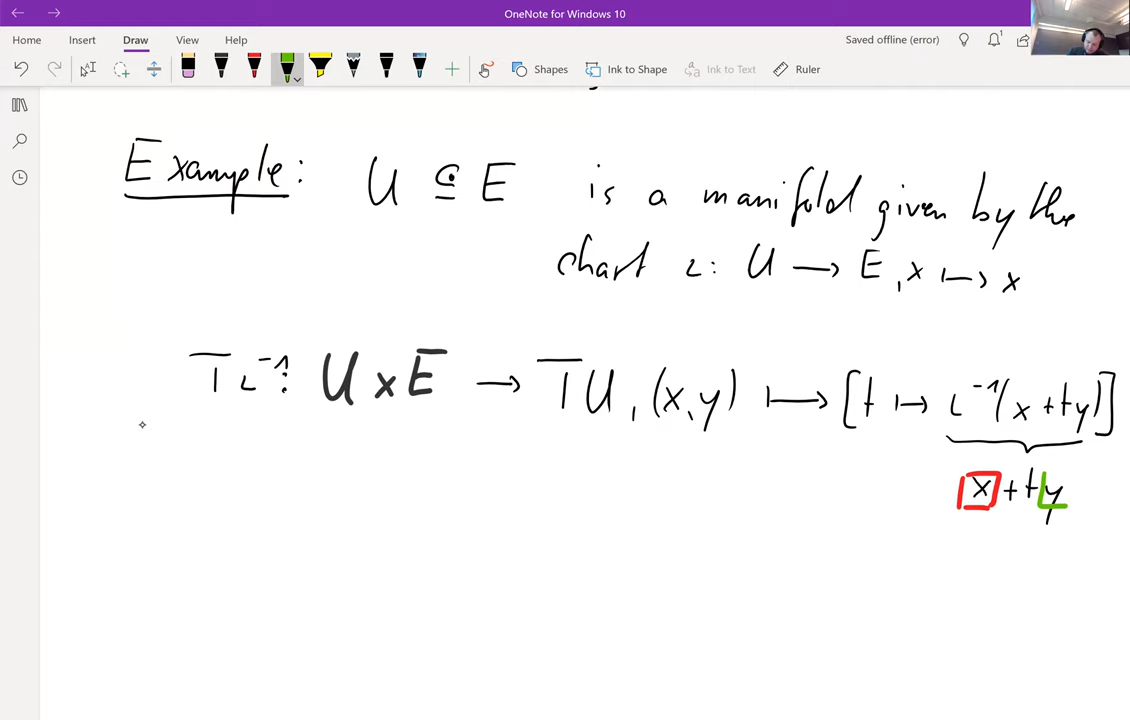 OneNote for Windows 10
Home Insert Draw View Help Saved offline (error)
Shapes Ink to Shape Ink to Text Ruler
Example: U ⊆ E is a manifold given by the
chart ι: U → E, x ↦ x
Tι⁻¹: U × E → TU, (x,y) ↦ [t ↦ ι⁻¹(x + ty)]
x + ty